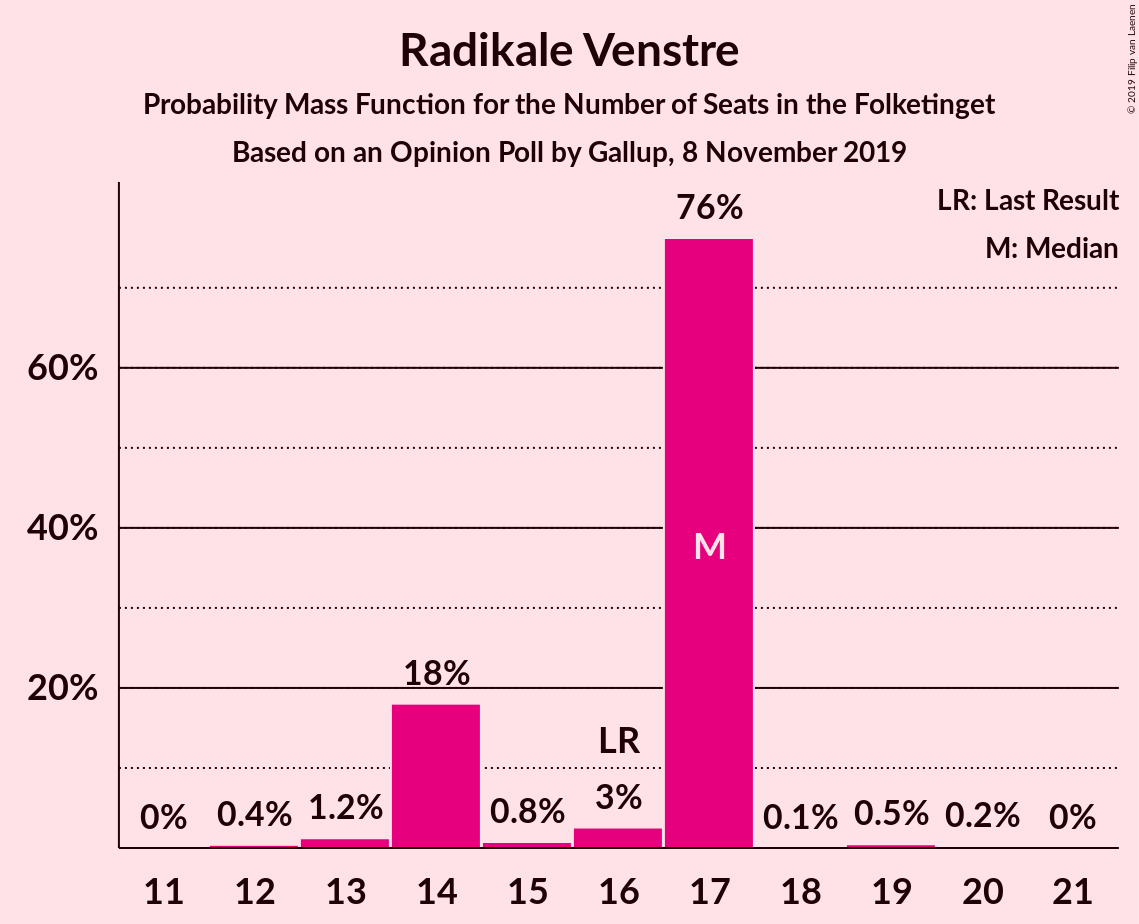 Radikale Venstre
Probability Mass Function for the Number of Seats in the Folketinget
Based on an Opinion Poll by Gallup, 8 November 2019
© 2019 Filip van Laenen
LR: Last Result
M: Median
76%
60%
40%
20%
M
18%
LR
0% 0.4% 1.2% 0.8% 3% 0.1% 0.5% 0.2% 0%
11 12 13 14 15 16 17 18 19 20 21